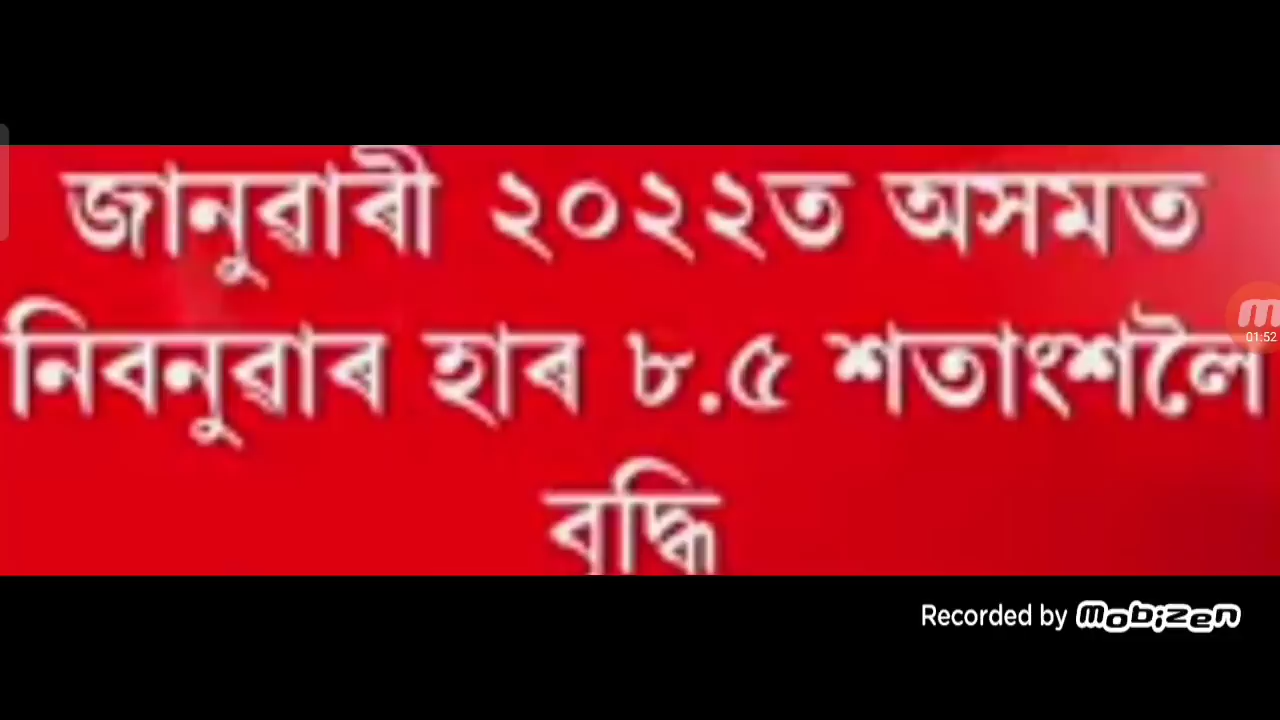 জানুৱাৰী ২০২২ত অসমত
নিবনুৱাৰ হাৰ ৮.৫ শতাংশলৈ
বৃদ্ধি
01:52
Recorded by mobizen